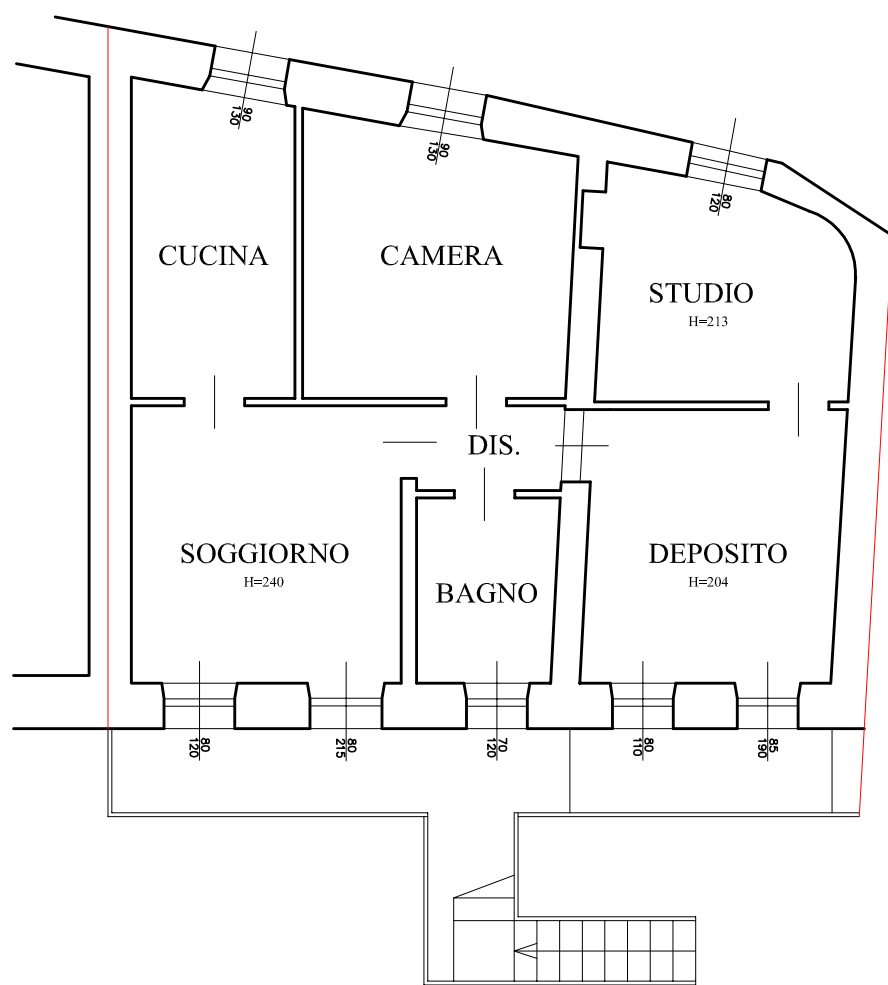 90
130
90
130
80
120
CUCINA
CAMERA
STUDIO
H=213
DIS.
SOGGIORNO
H=240
BAGNO
DEPOSITO
H=204
80
120
80
215
70
120
80
110
85
190